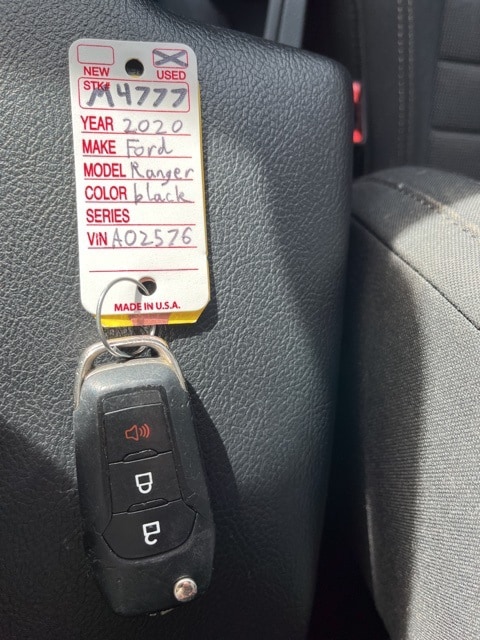 NEW USED
STK# M4777
YEAR 2020
MAKE Ford
MODEL Ranger
COLOR black
SERIES
VIN A02576
MADE IN U.S.A.